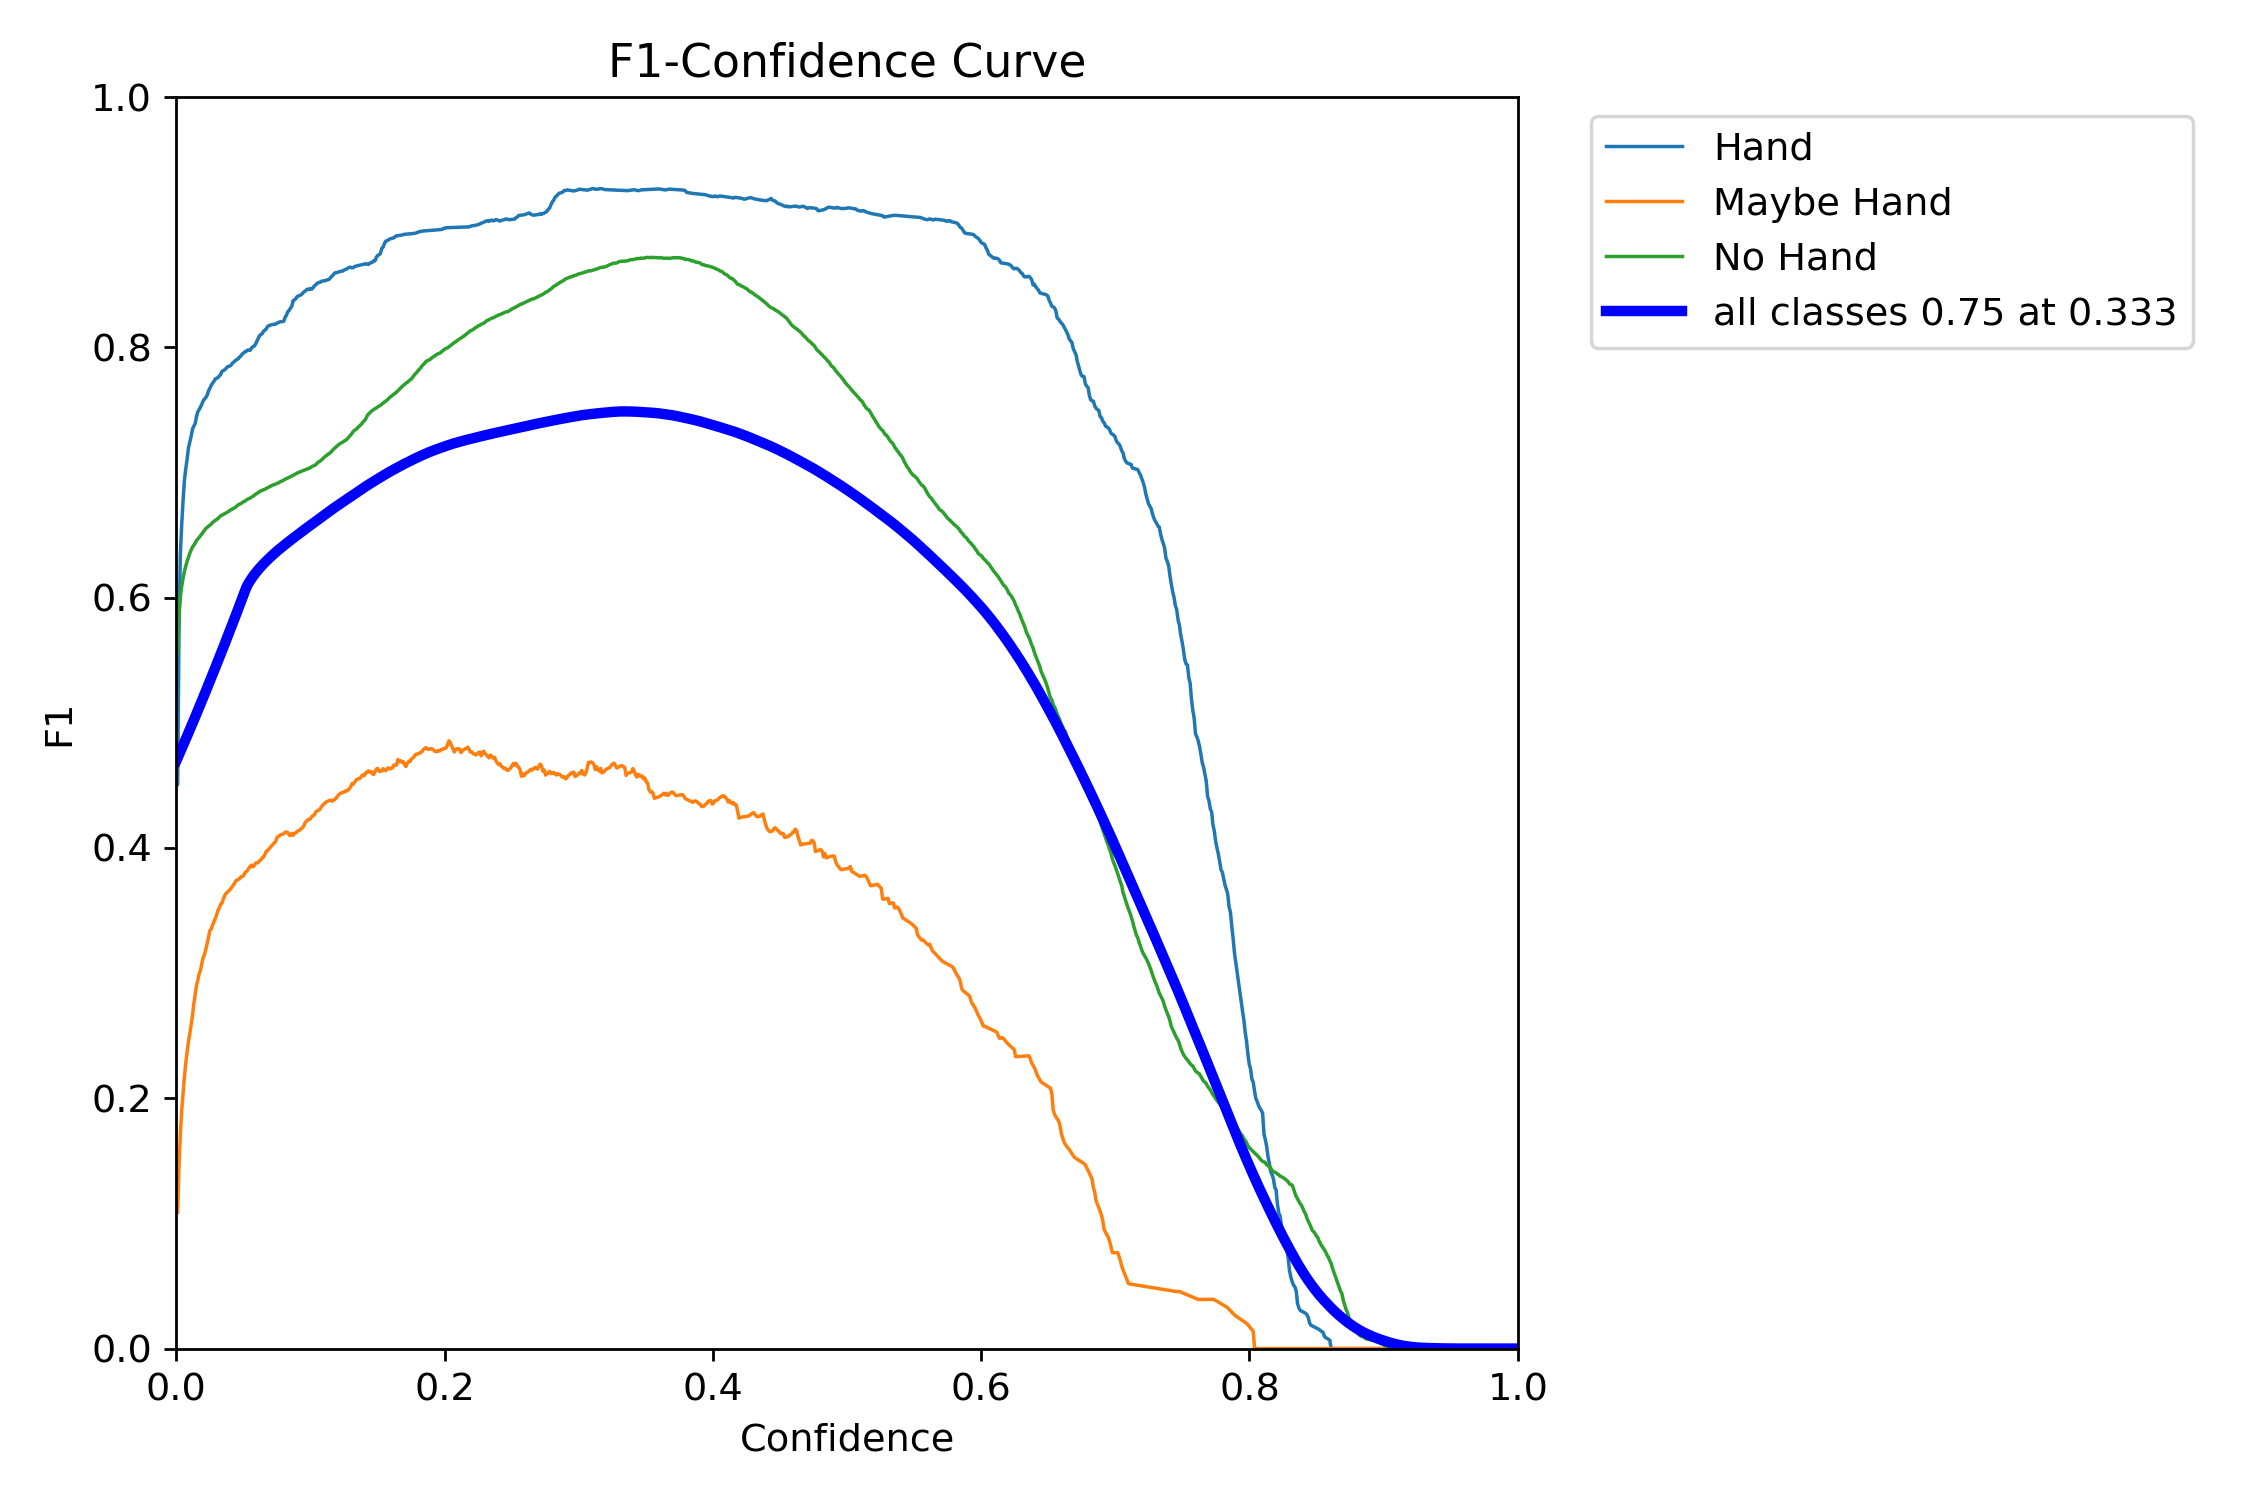 F1-Confidence Curve
1.0
0.8
0.6
0.4
0.2
0.0
F1
0.0 0.2 0.4 0.6 0.8 1.0
Confidence
Hand
Maybe Hand
No Hand
all classes 0.75 at 0.333